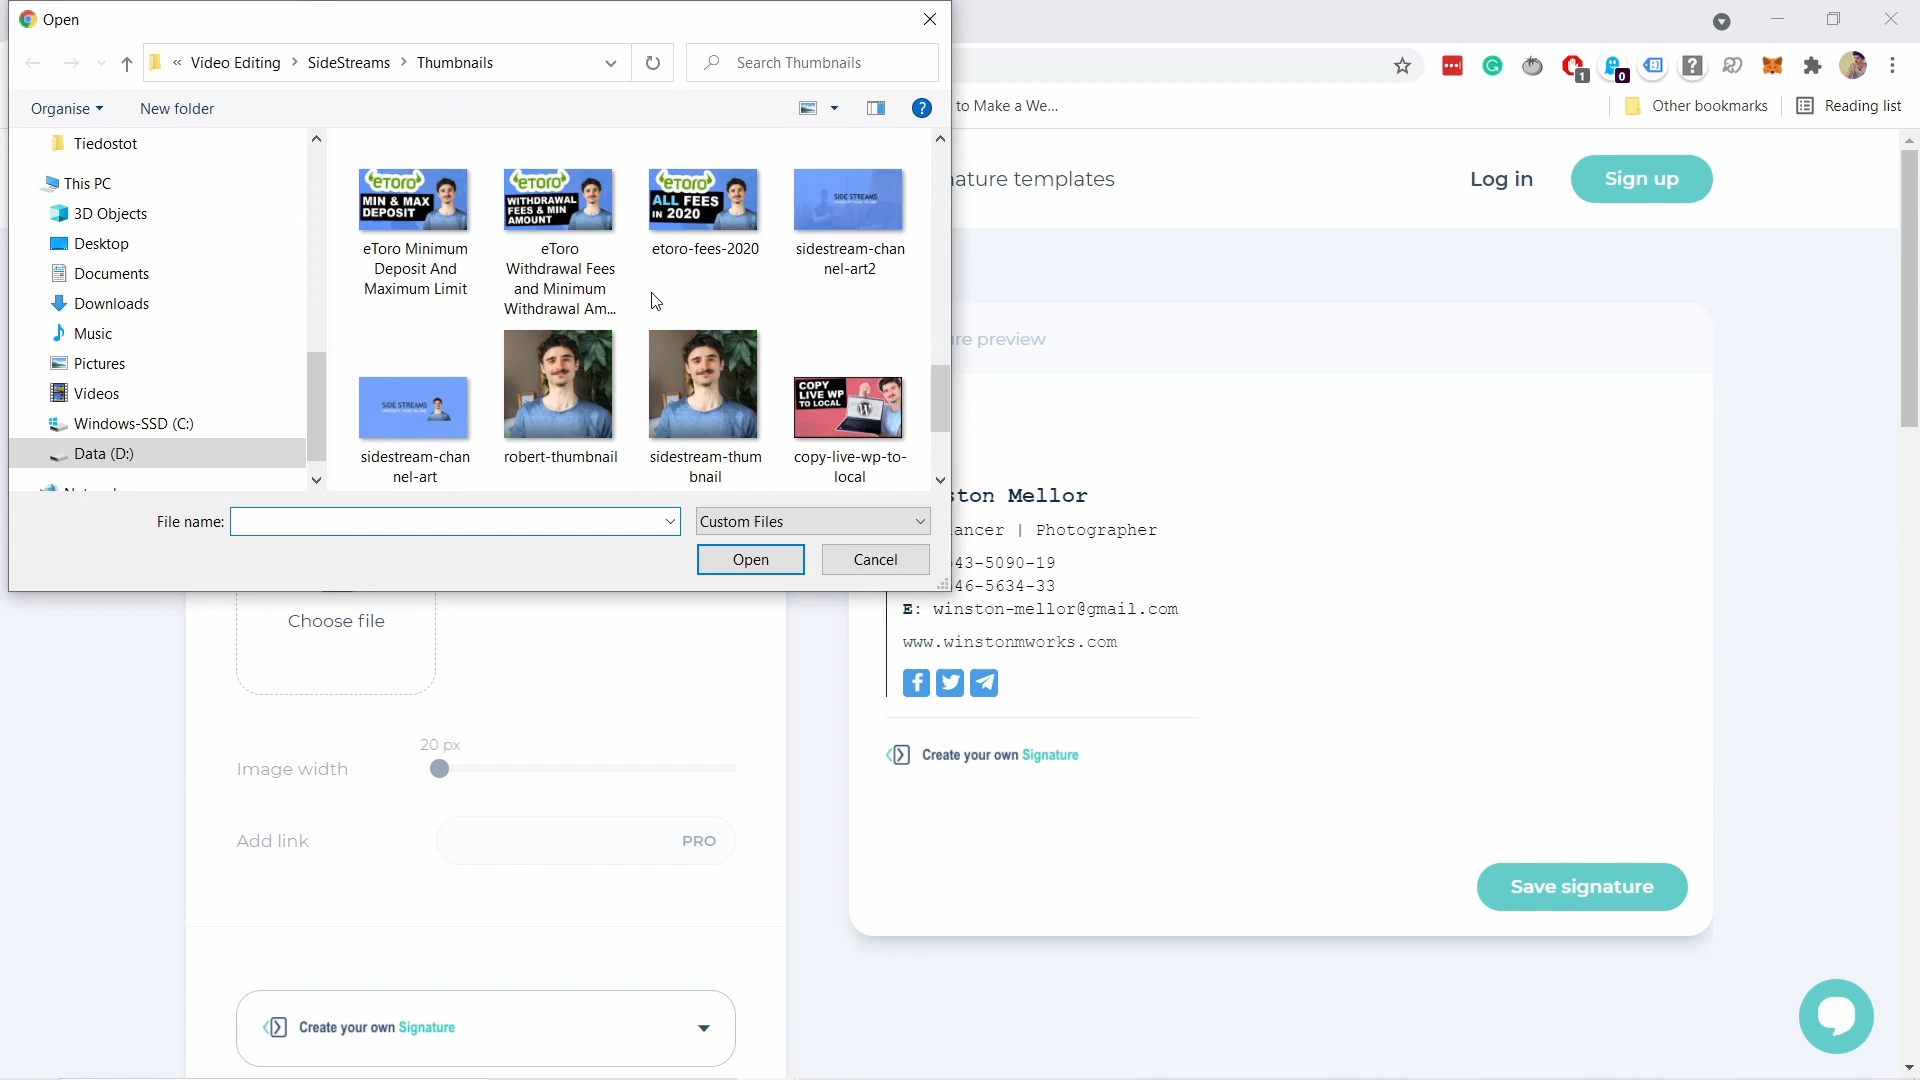 Open
« Video Editing > SideStreams > Thumbnails
Search Thumbnails
Organise
New folder
to Make a We...
Other bookmarks
Reading list
1
0
Tiedostot
This PC
3D Objects
Desktop
Documents
Downloads
Music
Pictures
Videos
Windows-SSD (C:)
Data (D:)
eToro
MIN & MAX
DEPOSIT
eToro
WITHDRAWAL
FEES & MIN
AMOUNT
eToro
ALL FEES
IN 2020
SIDE STREAMS
eToro Minimum
Deposit And
Maximum Limit
eToro
Withdrawal Fees
and Minimum
Withdrawal Am...
etoro-fees-2020
sidestream-chan
nel-art2
SIDE STREAMS
COPY
LIVE WP
TO LOCAL
sidestream-chan
nel-art
robert-thumbnail
sidestream-thum
bnail
copy-live-wp-to-
local
File name:
Custom Files
Open
Cancel
ature templates
Log in
Sign up
re preview
ston Mellor
ancer | Photographer
43-5090-19
46-5634-33
E: winston-mellor@gmail.com
www.winstonmworks.com
Create your own Signature
Save signature
Choose file
20 px
Image width
Add link
PRO
Create your own Signature